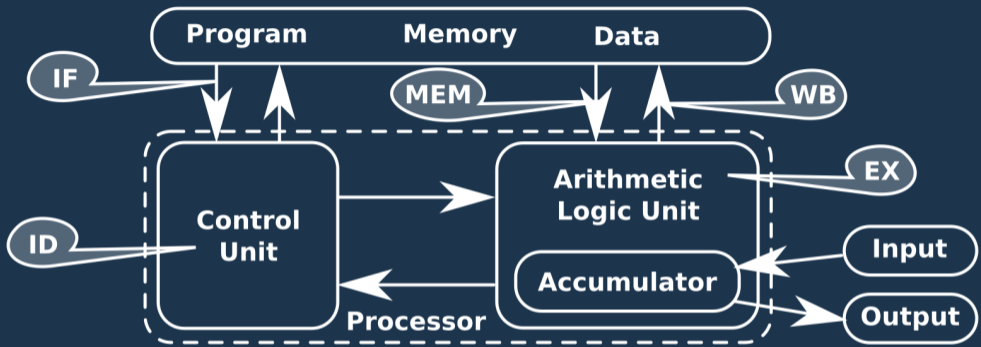 Program Memory Data
IF
MEM
WB
Arithmetic
Logic Unit
EX
Control
Unit
ID
Input
Accumulator
Output
Processor